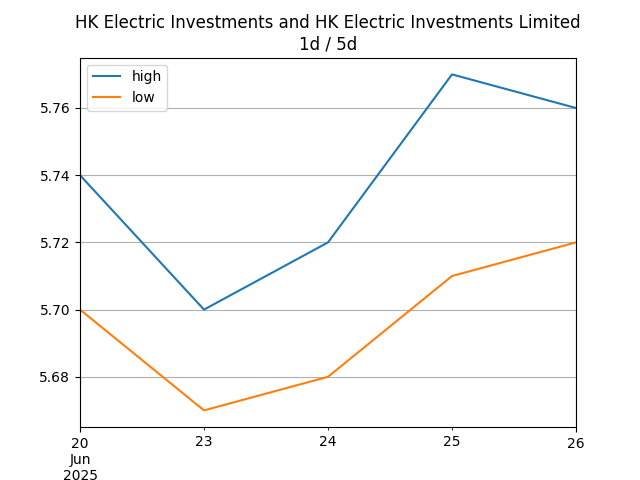 HK Electric Investments and HK Electric Investments Limited
1d / 5d
high
low
5.76
5.74
5.72
5.70
5.68
20
23
24
25
26
Jun
2025